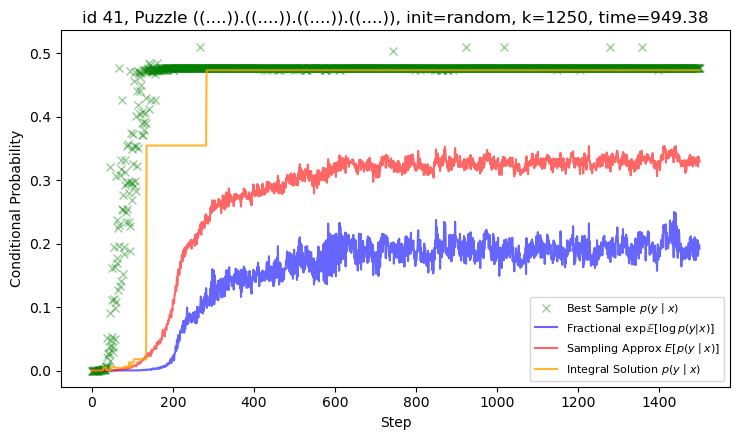 id 41, Puzzle ((....)).((....)).((....)).((....)), init=random, k=1250, time=949.38
0.5
0.4
0.3
0.2
0.1
0.0
Conditional Probability
0 200 400 600 800 1000 1200 1400
Step
Best Sample p(y | x)
Fractional exp 𝔼[log p(y|x)]
Sampling Approx E[p(y | x)]
Integral Solution p(y | x)